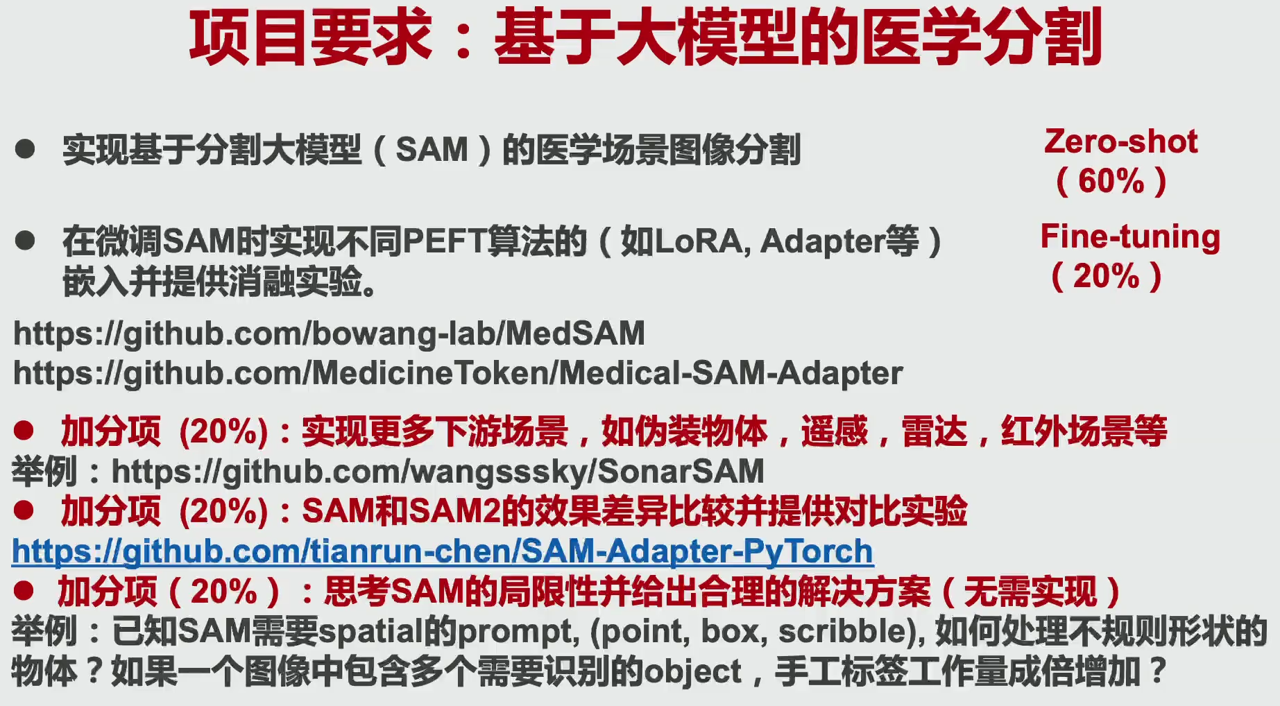 项目要求：基于大模型的医学分割
● 实现基于分割大模型（SAM）的医学场景图像分割
Zero-shot
（60%）
● 在微调SAM时实现不同PEFT算法的（如LoRA, Adapter等）
嵌入并提供消融实验。
Fine-tuning
（20%）
https://github.com/bowang-lab/MedSAM
https://github.com/MedicineToken/Medical-SAM-Adapter
● 加分项 (20%)：实现更多下游场景，如伪装物体，遥感，雷达，红外场景等
举例：https://github.com/wangsssky/SonarSAM
● 加分项 (20%)：SAM和SAM2的效果差异比较并提供对比实验
https://github.com/tianrun-chen/SAM-Adapter-PyTorch
● 加分项（20%）：思考SAM的局限性并给出合理的解决方案（无需实现）
举例：已知SAM需要spatial的prompt, (point, box, scribble), 如何处理不规则形状的
物体？如果一个图像中包含多个需要识别的object，手工标签工作量成倍增加？